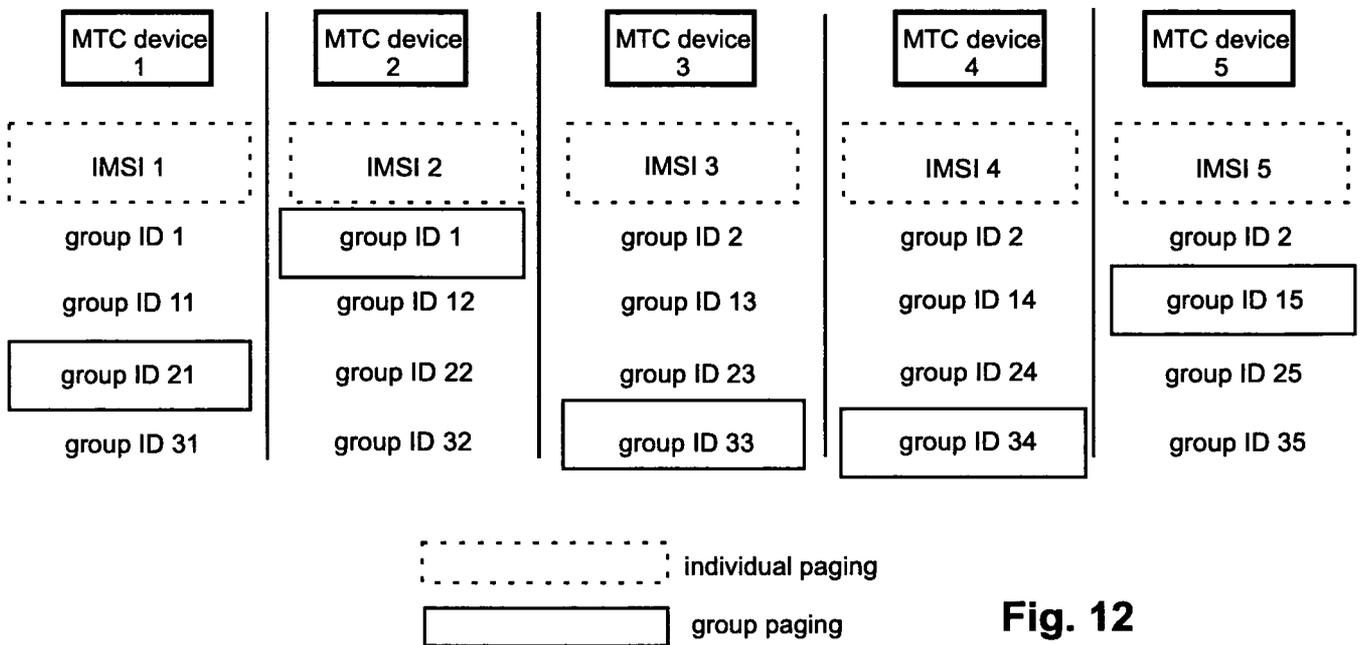 MTC device
1
MTC device
2
MTC device
3
MTC device
4
MTC device
5
IMSI 1
IMSI 2
IMSI 3
IMSI 4
IMSI 5
group ID 1
group ID 1
group ID 2
group ID 2
group ID 2
group ID 11
group ID 12
group ID 13
group ID 14
group ID 15
group ID 21
group ID 22
group ID 23
group ID 24
group ID 25
group ID 31
group ID 32
group ID 33
group ID 34
group ID 35
individual paging
group paging
Fig. 12